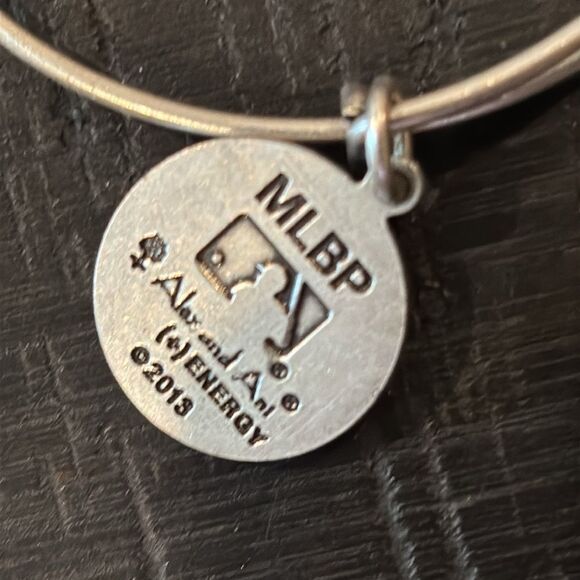 MLBP
®
Alex and Ani®
(+) ENERGY
©2013